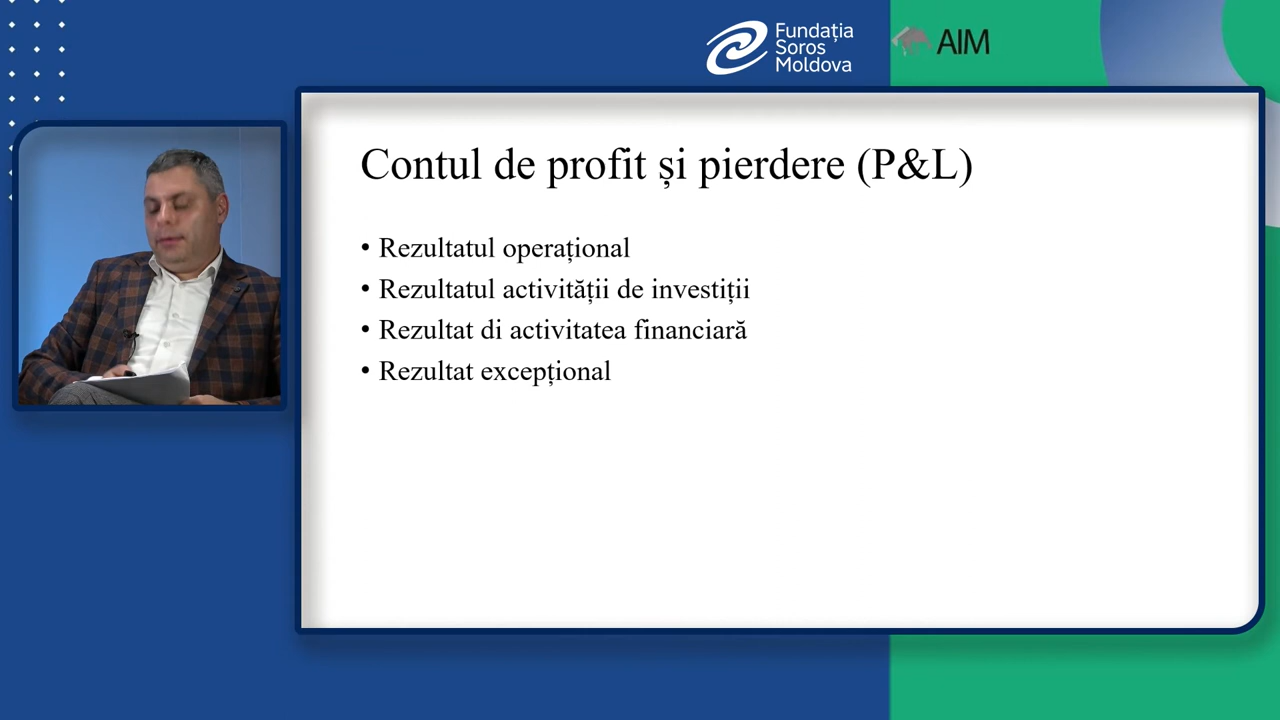 Fundația
Soros
Moldova
AIM
Contul de profit și pierdere (P&L)
• Rezultatul operațional
• Rezultatul activității de investiții
• Rezultat di activitatea financiară
• Rezultat excepțional